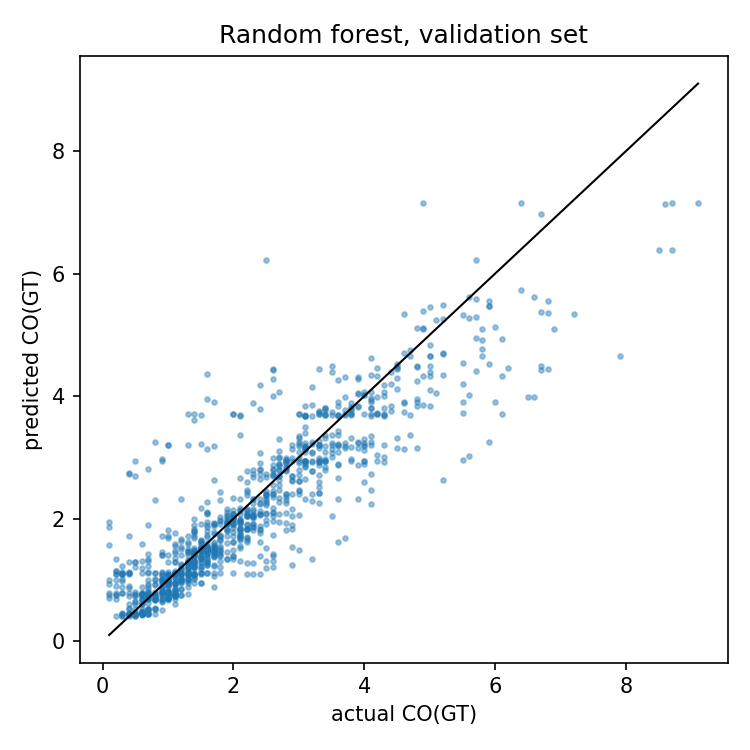 Random forest, validation set
predicted CO(GT)
8
6
4
2
0
0 2 4 6 8
actual CO(GT)